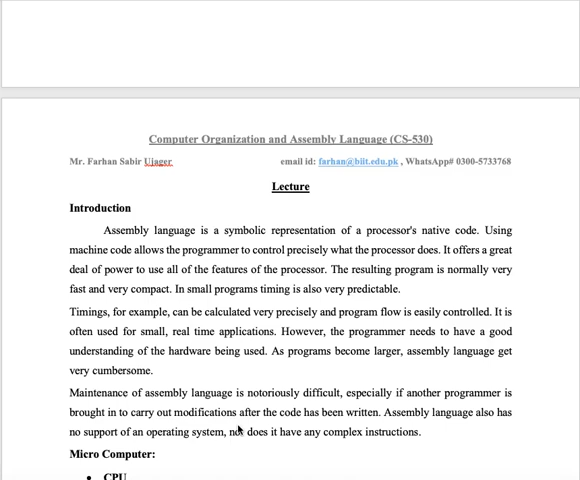 Computer Organization and Assembly Language (CS-530)
Mr. Farhan Sabir Ujager email id: farhan@biit.edu.pk , WhatsApp# 0300-5733768
Lecture
Introduction
Assembly language is a symbolic representation of a processor's native code. Using
machine code allows the programmer to control precisely what the processor does. It offers a great
deal of power to use all of the features of the processor. The resulting program is normally very
fast and very compact. In small programs timing is also very predictable.
Timings, for example, can be calculated very precisely and program flow is easily controlled. It is
often used for small, real time applications. However, the programmer needs to have a good
understanding of the hardware being used. As programs become larger, assembly language get
very cumbersome.
Maintenance of assembly language is notoriously difficult, especially if another programmer is
brought in to carry out modifications after the code has been written. Assembly language also has
no support of an operating system, nor does it have any complex instructions.
Micro Computer:
• CPU